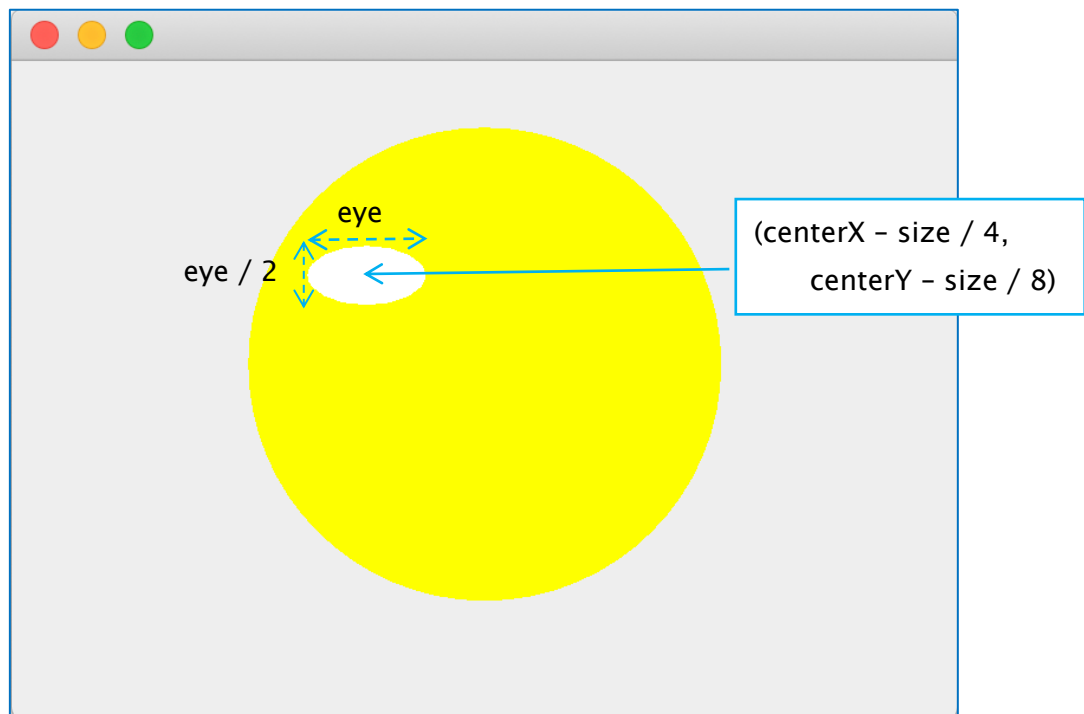 eye
eye / 2
(centerX – size / 4,
centerY – size / 8)